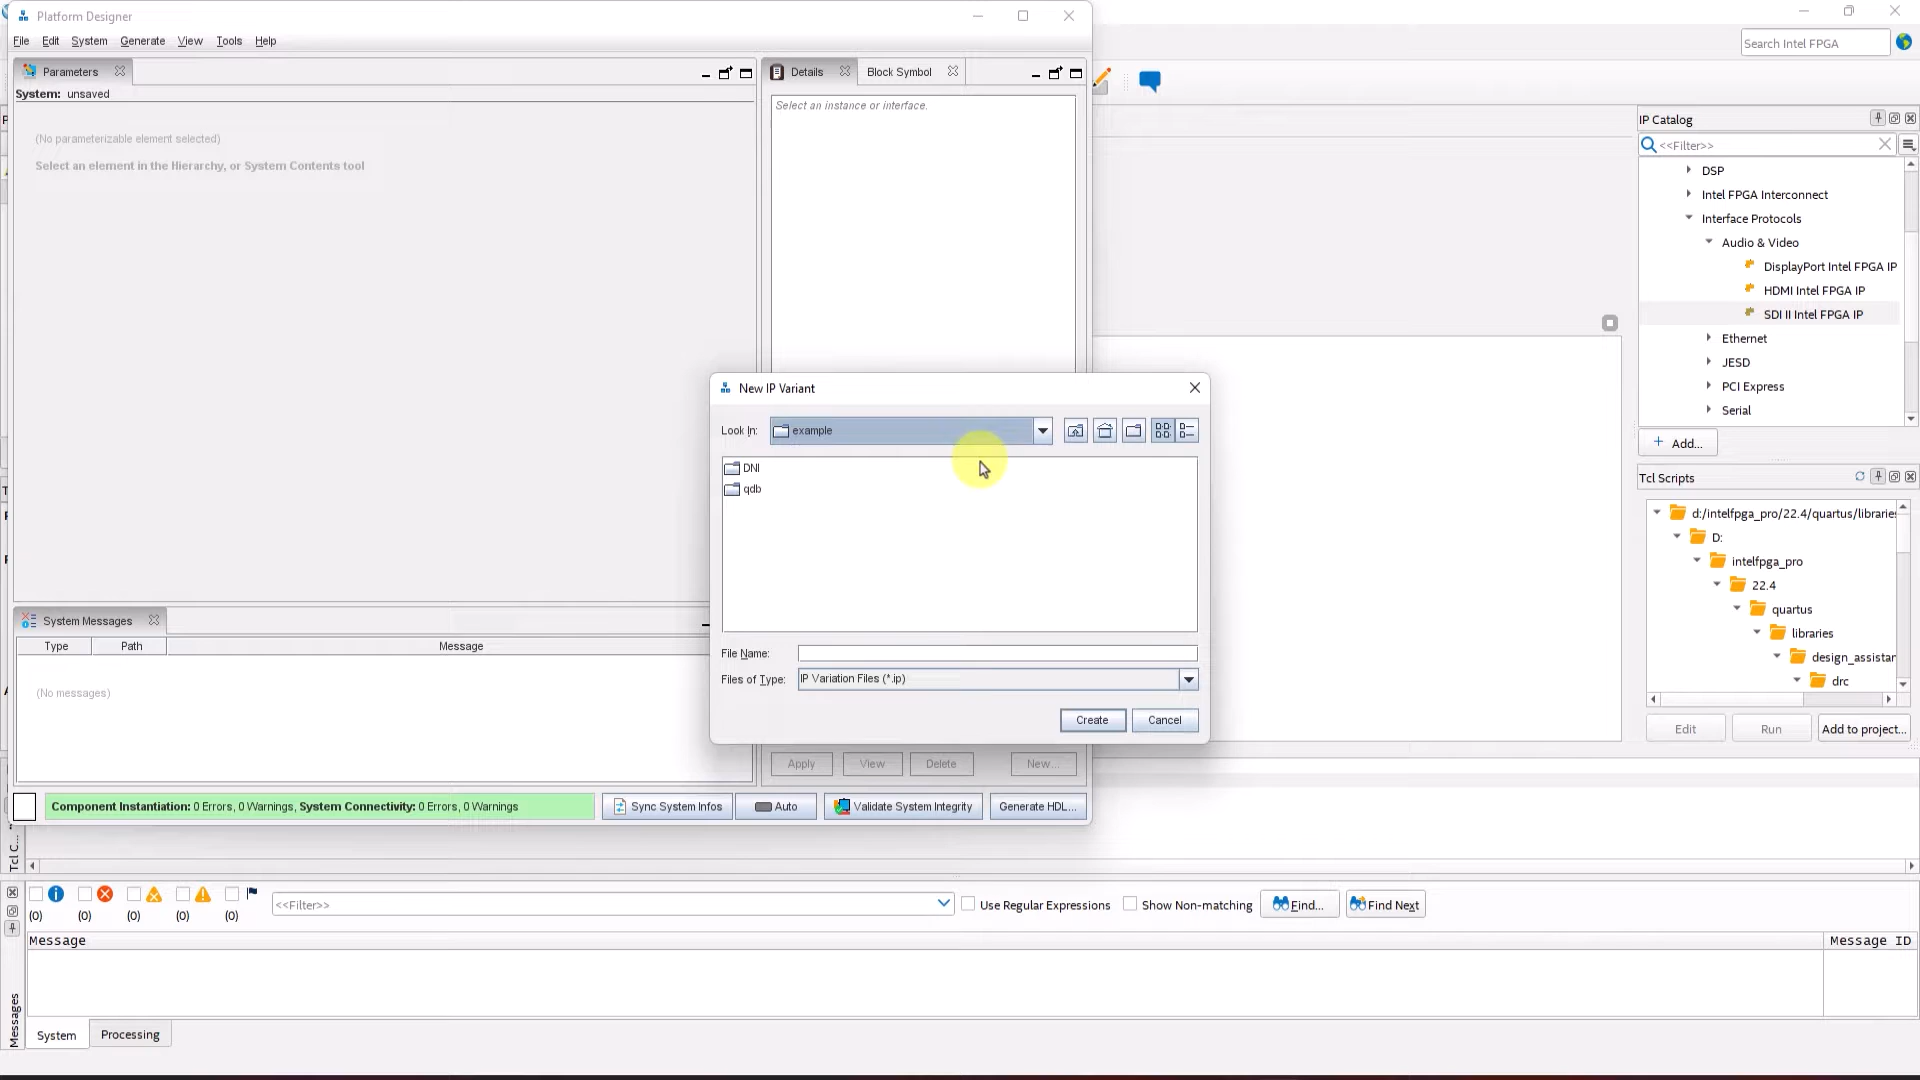 Platform Designer
File Edit System Generate View Tools Help
Search Intel FPGA
Parameters
Details
Block Symbol
System: unsaved
Select an instance or interface.
(No parameterizable element selected)
Select an element in the Hierarchy, or System Contents tool
IP Catalog
<<Filter>>
DSP
Intel FPGA Interconnect
Interface Protocols
Audio & Video
DisplayPort Intel FPGA IP
HDMI Intel FPGA IP
SDI II Intel FPGA IP
Ethernet
JESD
PCI Express
Serial
Add...
New IP Variant
Look In: example
DNI
qdb
File Name:
Files of Type: IP Variation Files (*.ip)
Create
Cancel
Tcl Scripts
d:/intelfpga_pro/22.4/quartus/libraries
D:
intelfpga_pro
22.4
quartus
libraries
design_assistan
drc
Edit
Run
Add to project...
System Messages
Type Path Message
(No messages)
Apply
View
Delete
New...
Component Instantiation: 0 Errors, 0 Warnings, System Connectivity: 0 Errors, 0 Warnings
Sync System Infos
Auto
Validate System Integrity
Generate HDL...
Tcl C...
(0) (0) (0) (0) (0)
<<Filter>>
Use Regular Expressions
Show Non-matching
Find...
Find Next
Message
Message ID
Messages
System
Processing